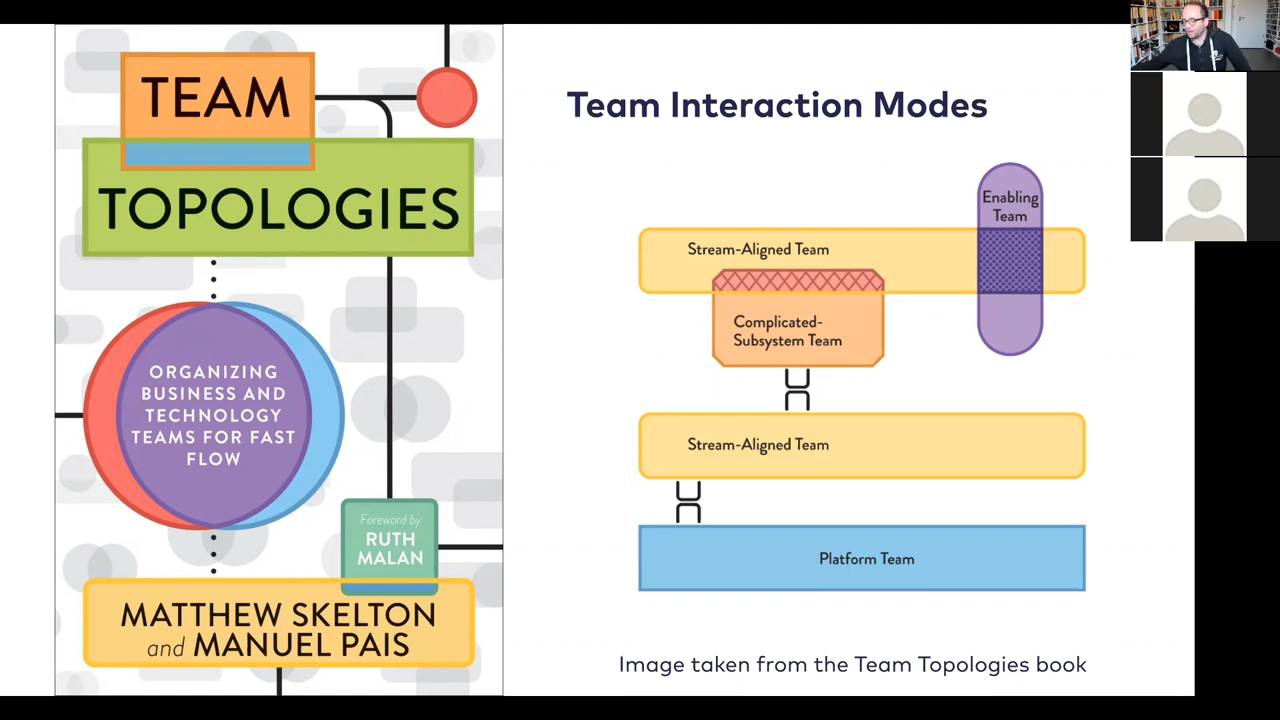 TEAM
TOPOLOGIES
ORGANIZING
BUSINESS AND
TECHNOLOGY
TEAMS FOR FAST
FLOW
Foreword by
RUTH
MALAN
MATTHEW SKELTON
and MANUEL PAIS
Team Interaction Modes
Enabling
Team
Stream-Aligned Team
Complicated-
Subsystem Team
Stream-Aligned Team
Platform Team
Image taken from the Team Topologies book